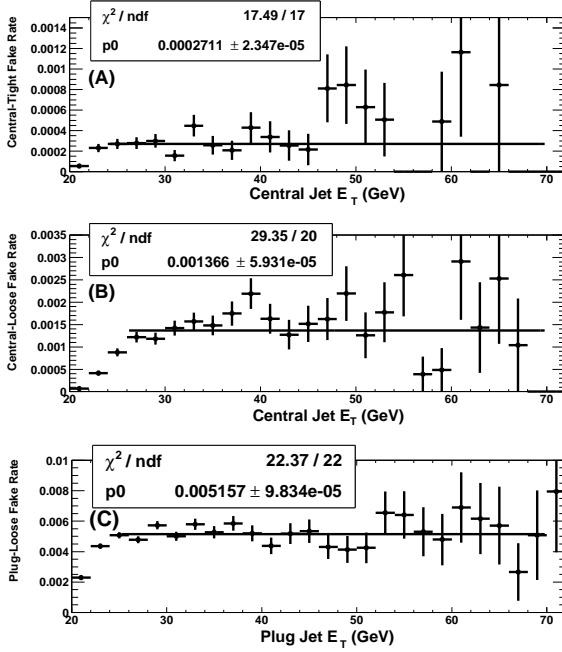 χ² / ndf 17.49 / 17
p0 0.0002711 ± 2.347e-05
(A)
Central-Tight Fake Rate
0.0014
0.0012
0.001
0.0008
0.0006
0.0004
0.0002
0
20 30 40 50 60 70
Central Jet E_T (GeV)
χ² / ndf 29.35 / 20
p0 0.001366 ± 5.931e-05
(B)
Central-Loose Fake Rate
0.0035
0.003
0.0025
0.002
0.0015
0.001
0.0005
0
20 30 40 50 60 70
Central Jet E_T (GeV)
χ² / ndf 22.37 / 22
p0 0.005157 ± 9.834e-05
(C)
Plug-Loose Fake Rate
0.01
0.008
0.006
0.004
0.002
0
20 30 40 50 60 70
Plug Jet E_T (GeV)